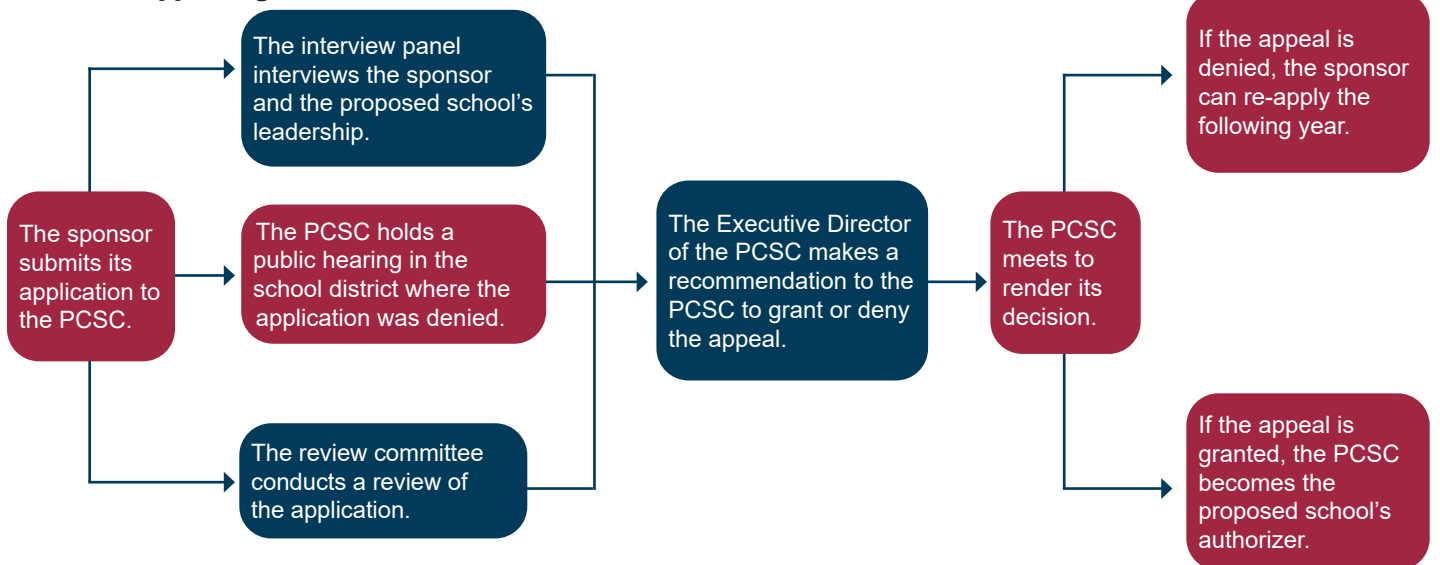 The interview panel
interviews the sponsor
and the proposed school's
leadership.
The sponsor
submits its
application to
the PCSC.
The PCSC holds a
public hearing in the
school district where the
application was denied.
The review committee
conducts a review of
the application.
The Executive Director
of the PCSC makes a
recommendation to the
PCSC to grant or deny
the appeal.
The PCSC
meets to
render its
decision.
If the appeal is
denied, the sponsor
can re-apply the
following year.
If the appeal is
granted, the PCSC
becomes the
proposed school's
authorizer.